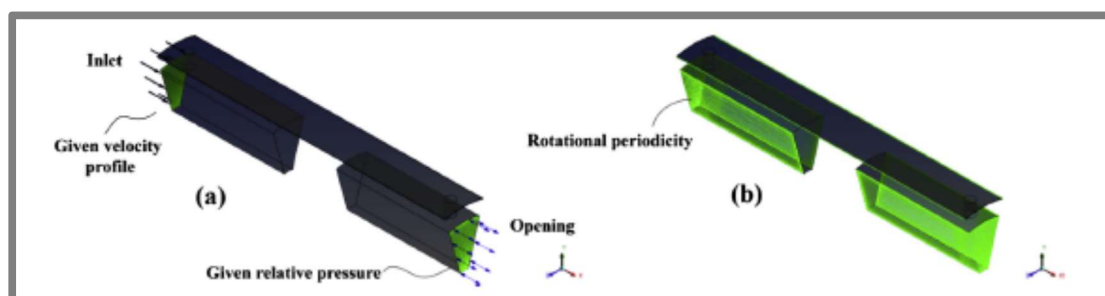 Inlet
Given velocity
profile
(a)
Opening
Given relative pressure
Rotational periodicity
(b)